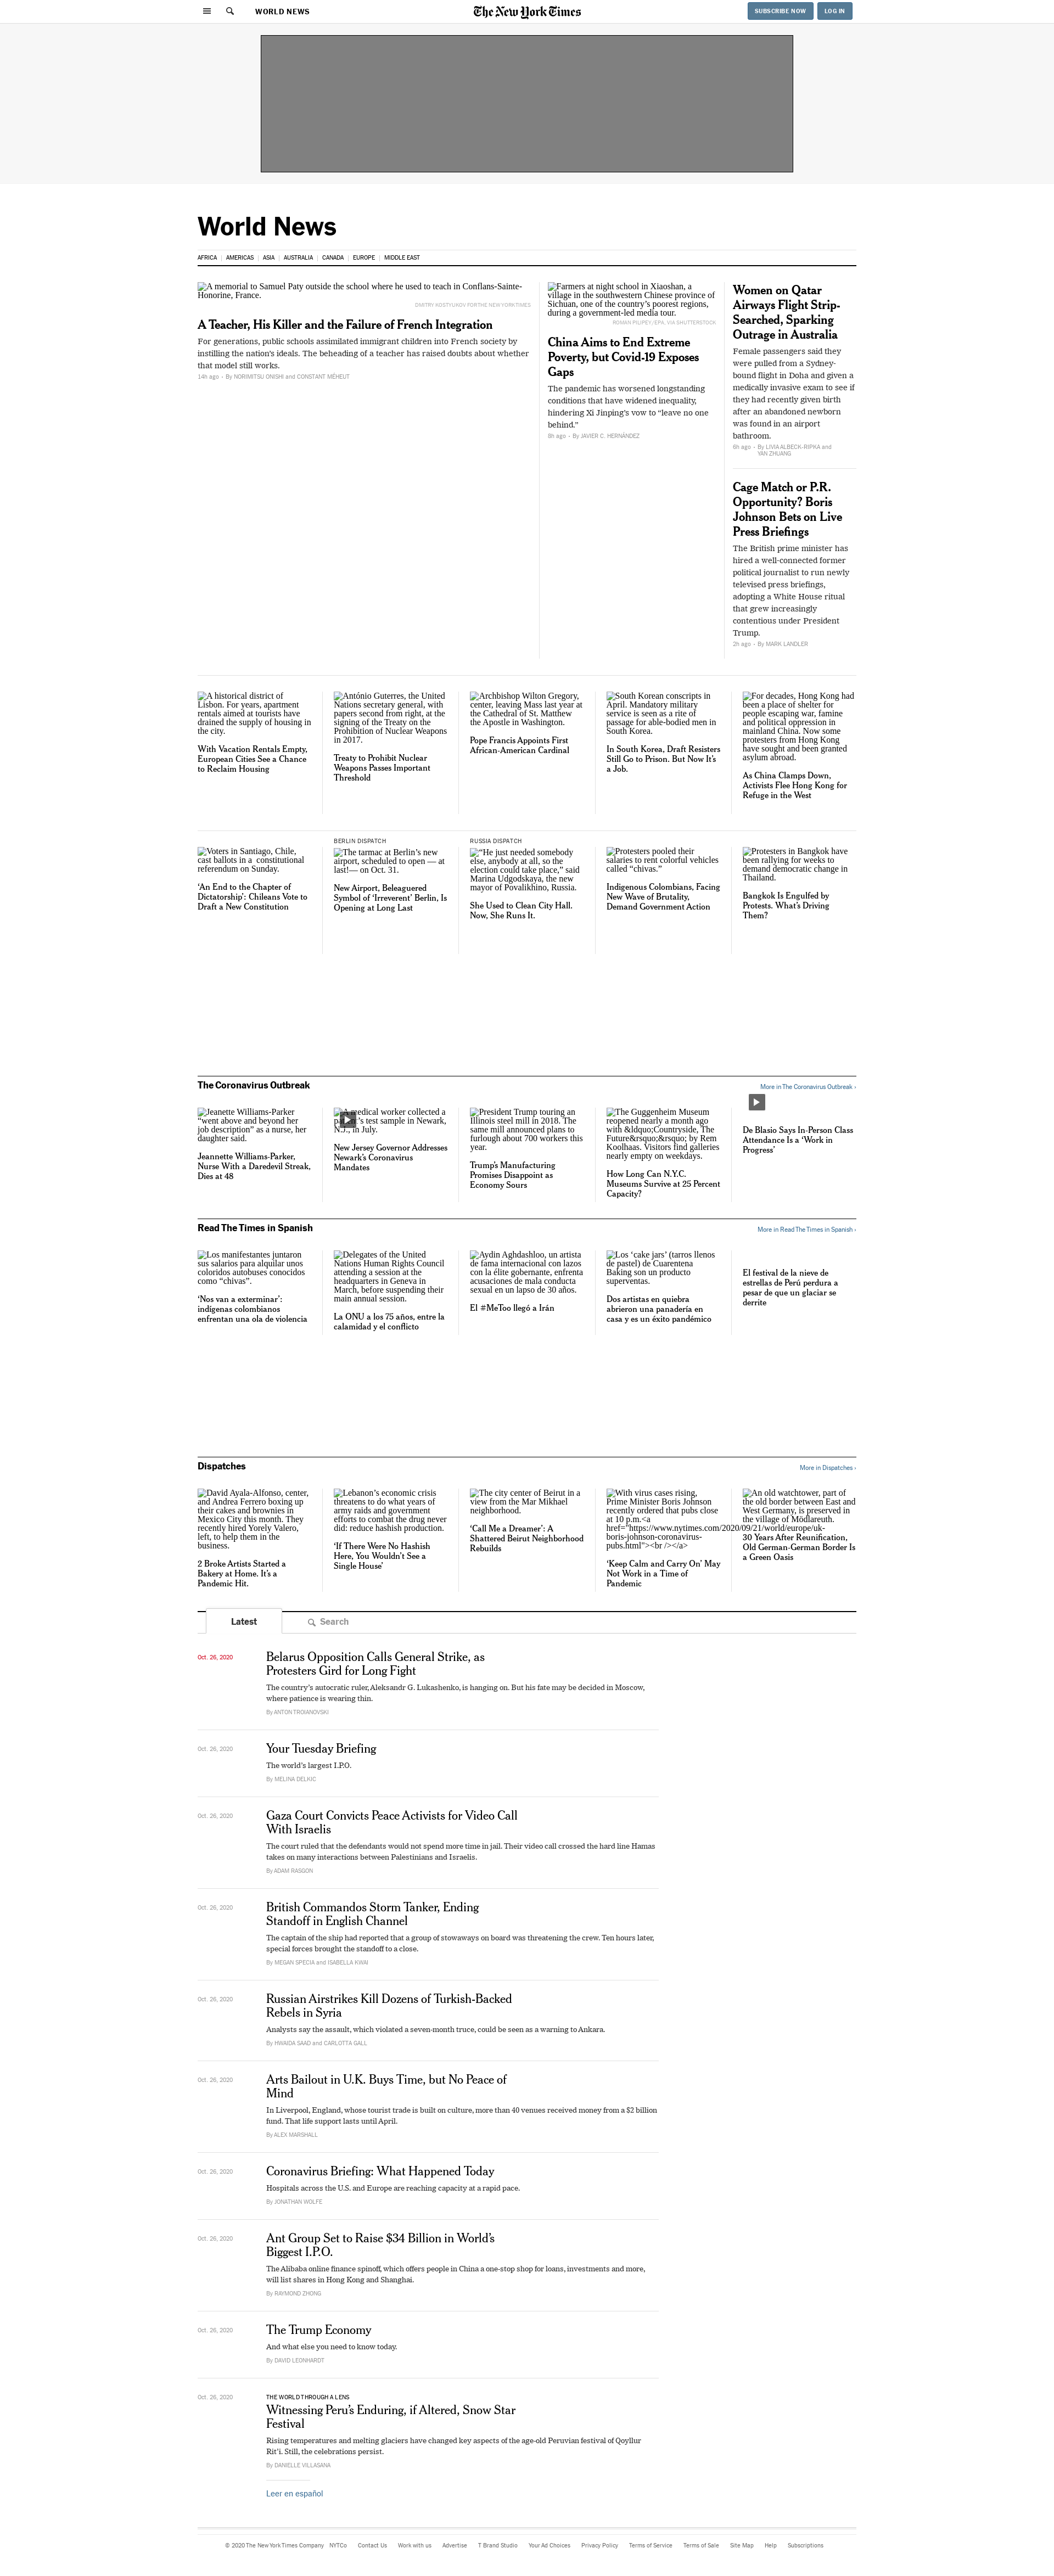 WORLD NEWS
The New York Times
SUBSCRIBE NOW
LOG IN
World News
AFRICA
AMERICAS
ASIA
AUSTRALIA
CANADA
EUROPE
MIDDLE EAST
A memorial to Samuel Paty outside the school where he used to teach in Conflans-Sainte-
Honorine, France.
DMITRY KOSTYUKOV FOR THE NEW YORK TIMES
A Teacher, His Killer and the Failure of French Integration
For generations, public schools assimilated immigrant children into French society by
instilling the nation’s ideals. The beheading of a teacher has raised doubts about whether
that model still works.
14h ago
By NORIMITSU ONISHI and CONSTANT MÉHEUT
Farmers at night school in Xiaoshan, a
village in the southwestern Chinese province of
Sichuan, one of the country’s poorest regions,
during a government-led media tour.
ROMAN PILIPEY/EPA, VIA SHUTTERSTOCK
China Aims to End Extreme
Poverty, but Covid-19 Exposes
Gaps
The pandemic has worsened longstanding
conditions that have widened inequality,
hindering Xi Jinping’s vow to “leave no one
behind.”
8h ago
By JAVIER C. HERNÁNDEZ
Women on Qatar
Airways Flight Strip-
Searched, Sparking
Outrage in Australia
Female passengers said they
were pulled from a Sydney-
bound flight in Doha and given a
medically invasive exam to see if
they had recently given birth
after an abandoned newborn
was found in an airport
bathroom.
6h ago
By LIVIA ALBECK-RIPKA and
YAN ZHUANG
Cage Match or P.R.
Opportunity? Boris
Johnson Bets on Live
Press Briefings
The British prime minister has
hired a well-connected former
political journalist to run newly
televised press briefings,
adopting a White House ritual
that grew increasingly
contentious under President
Trump.
2h ago
By MARK LANDLER
A historical district of
Lisbon. For years, apartment
rentals aimed at tourists have
drained the supply of housing in
the city.
With Vacation Rentals Empty,
European Cities See a Chance
to Reclaim Housing
António Guterres, the United
Nations secretary general, with
papers second from right, at the
signing of the Treaty on the
Prohibition of Nuclear Weapons
in 2017.
Treaty to Prohibit Nuclear
Weapons Passes Important
Threshold
Archbishop Wilton Gregory,
center, leaving Mass last year at
the Cathedral of St. Matthew
the Apostle in Washington.
Pope Francis Appoints First
African-American Cardinal
South Korean conscripts in
April. Mandatory military
service is seen as a rite of
passage for able-bodied men in
South Korea.
In South Korea, Draft Resisters
Still Go to Prison. But Now It’s
a Job.
For decades, Hong Kong had
been a place of shelter for
people escaping war, famine
and political oppression in
mainland China. Now some
protesters from Hong Kong
have sought and been granted
asylum abroad.
As China Clamps Down,
Activists Flee Hong Kong for
Refuge in the West
Voters in Santiago, Chile,
cast ballots in a constitutional
referendum on Sunday.
‘An End to the Chapter of
Dictatorship’: Chileans Vote to
Draft a New Constitution
BERLIN DISPATCH
The tarmac at Berlin’s new
airport, scheduled to open — at
last!— on Oct. 31.
New Airport, Beleaguered
Symbol of ‘Irreverent’ Berlin, Is
Opening at Long Last
RUSSIA DISPATCH
“He just needed somebody
else, anybody at all, so the
election could take place,” said
Marina Udgodskaya, the new
mayor of Povalikhino, Russia.
She Used to Clean City Hall.
Now, She Runs It.
Protesters pooled their
salaries to rent colorful vehicles
called “chivas.”
Indigenous Colombians, Facing
New Wave of Brutality,
Demand Government Action
Protesters in Bangkok have
been rallying for weeks to
demand democratic change in
Thailand.
Bangkok Is Engulfed by
Protests. What’s Driving
Them?
The Coronavirus Outbreak
More in The Coronavirus Outbreak ›
Jeanette Williams-Parker
“went above and beyond her
job description” as a nurse, her
daughter said.
Jeannette Williams-Parker,
Nurse With a Daredevil Streak,
Dies at 48
A medical worker collected a
’s test sample in Newark,
N.J., in July.
New Jersey Governor Addresses
Newark’s Coronavirus
Mandates
President Trump touring an
Illinois steel mill in 2018. The
same mill announced plans to
furlough about 700 workers this
year.
Trump’s Manufacturing
Promises Disappoint as
Economy Sours
The Guggenheim Museum
reopened nearly a month ago
with &ldquo;Countryside, The
Future&rsquo;&rsquo; by Rem
Koolhaas. Visitors find galleries
nearly empty on weekdays.
How Long Can N.Y.C.
Museums Survive at 25 Percent
Capacity?
De Blasio Says In-Person Class
Attendance Is a ‘Work in
Progress’
Read The Times in Spanish
More in Read The Times in Spanish ›
Los manifestantes juntaron
sus salarios para alquilar unos
coloridos autobuses conocidos
como “chivas”.
‘Nos van a exterminar’:
indígenas colombianos
enfrentan una ola de violencia
Delegates of the United
Nations Human Rights Council
attending a session at the
headquarters in Geneva in
March, before suspending their
main annual session.
La ONU a los 75 años, entre la
calamidad y el conflicto
Aydin Aghdashloo, un artista
de fama internacional con lazos
con la élite gobernante, enfrenta
acusaciones de mala conducta
sexual en un lapso de 30 años.
El #MeToo llegó a Irán
Los ‘cake jars’ (tarros llenos
de pastel) de Cuarentena
Baking son un producto
superventas.
Dos artistas en quiebra
abrieron una panadería en
casa y es un éxito pandémico
El festival de la nieve de
estrellas de Perú perdura a
pesar de que un glaciar se
derrite
Dispatches
More in Dispatches ›
David Ayala-Alfonso, center,
and Andrea Ferrero boxing up
their cakes and brownies in
Mexico City this month. They
recently hired Yorely Valero,
left, to help them in the
business.
2 Broke Artists Started a
Bakery at Home. It’s a
Pandemic Hit.
Lebanon’s economic crisis
threatens to do what years of
army raids and government
efforts to combat the drug never
did: reduce hashish production.
‘If There Were No Hashish
Here, You Wouldn’t See a
Single House’
The city center of Beirut in a
view from the Mar Mikhael
neighborhood.
‘Call Me a Dreamer’: A
Shattered Beirut Neighborhood
Rebuilds
With virus cases rising,
Prime Minister Boris Johnson
recently ordered that pubs close
at 10 p.m.<a
href="https://www.nytimes.com/2020/09/21/world/europe/uk-
boris-johnson-coronavirus-
pubs.html"><br /></a>
‘Keep Calm and Carry On’ May
Not Work in a Time of
Pandemic
An old watchtower, part of
the old border between East and
West Germany, is preserved in
the village of Mödlareuth.
30 Years After Reunification,
Old German-German Border Is
a Green Oasis
Latest
Search
Oct. 26, 2020
Belarus Opposition Calls General Strike, as
Protesters Gird for Long Fight
The country’s autocratic ruler, Aleksandr G. Lukashenko, is hanging on. But his fate may be decided in Moscow,
where patience is wearing thin.
By ANTON TROIANOVSKI
Oct. 26, 2020
Your Tuesday Briefing
The world’s largest I.P.O.
By MELINA DELKIC
Oct. 26, 2020
Gaza Court Convicts Peace Activists for Video Call
With Israelis
The court ruled that the defendants would not spend more time in jail. Their video call crossed the hard line Hamas
takes on many interactions between Palestinians and Israelis.
By ADAM RASGON
Oct. 26, 2020
British Commandos Storm Tanker, Ending
Standoff in English Channel
The captain of the ship had reported that a group of stowaways on board was threatening the crew. Ten hours later,
special forces brought the standoff to a close.
By MEGAN SPECIA and ISABELLA KWAI
Oct. 26, 2020
Russian Airstrikes Kill Dozens of Turkish-Backed
Rebels in Syria
Analysts say the assault, which violated a seven-month truce, could be seen as a warning to Ankara.
By HWAIDA SAAD and CARLOTTA GALL
Oct. 26, 2020
Arts Bailout in U.K. Buys Time, but No Peace of
Mind
In Liverpool, England, whose tourist trade is built on culture, more than 40 venues received money from a $2 billion
fund. That life support lasts until April.
By ALEX MARSHALL
Oct. 26, 2020
Coronavirus Briefing: What Happened Today
Hospitals across the U.S. and Europe are reaching capacity at a rapid pace.
By JONATHAN WOLFE
Oct. 26, 2020
Ant Group Set to Raise $34 Billion in World’s
Biggest I.P.O.
The Alibaba online finance spinoff, which offers people in China a one-stop shop for loans, investments and more,
will list shares in Hong Kong and Shanghai.
By RAYMOND ZHONG
Oct. 26, 2020
The Trump Economy
And what else you need to know today.
By DAVID LEONHARDT
Oct. 26, 2020
THE WORLD THROUGH A LENS
Witnessing Peru’s Enduring, if Altered, Snow Star
Festival
Rising temperatures and melting glaciers have changed key aspects of the age-old Peruvian festival of Qoyllur
Rit’i. Still, the celebrations persist.
By DANIELLE VILLASANA
Leer en español
© 2020 The New York Times Company
NYTCo
Contact Us
Work with us
Advertise
T Brand Studio
Your Ad Choices
Privacy Policy
Terms of Service
Terms of Sale
Site Map
Help
Subscriptions